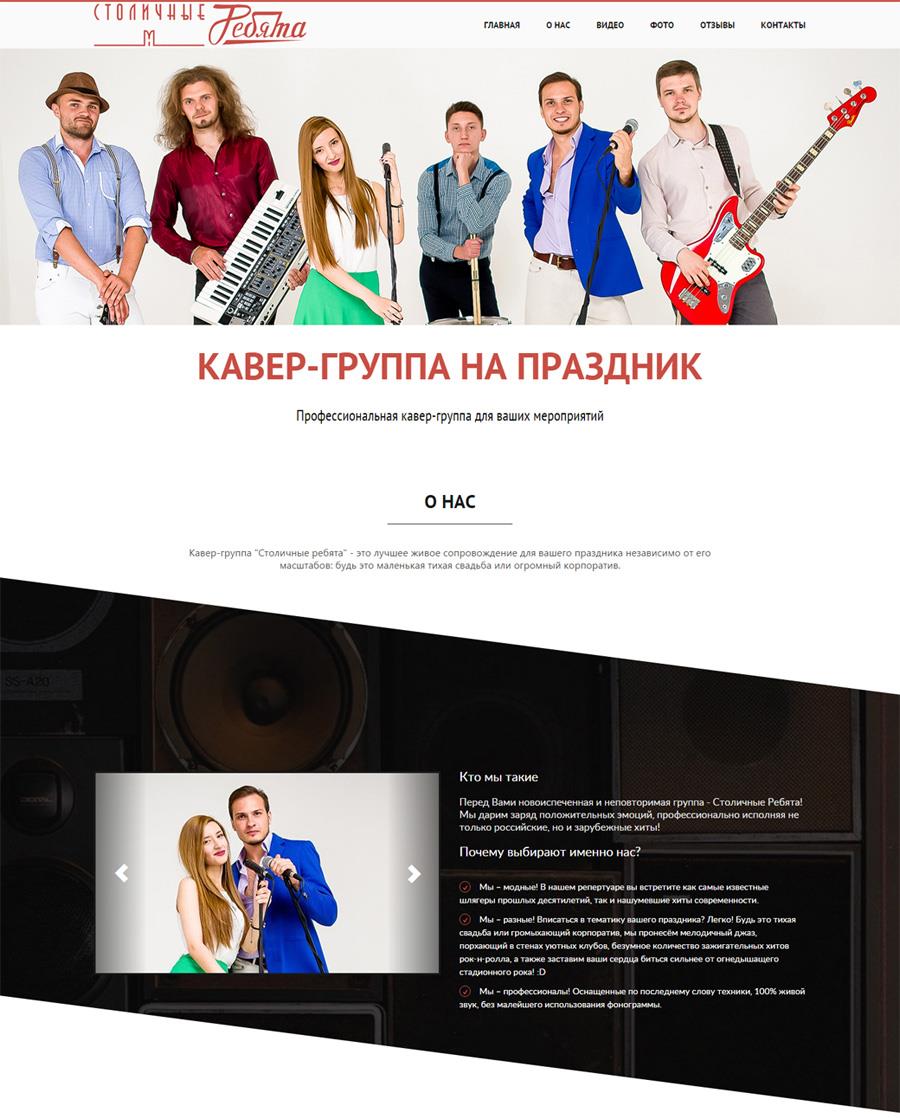 СТОЛИЧНЫЕ Ребята
М
ГЛАВНАЯ О НАС ВИДЕО ФОТО ОТЗЫВЫ КОНТАКТЫ
КАВЕР-ГРУППА НА ПРАЗДНИК
Профессиональная кавер-группа для ваших мероприятий
О НАС
Кавер-группа "Столичные ребята" - это лучшее живое сопровождение для вашего праздника независимо от его
масштабов: будь это маленькая тихая свадьба или огромный корпоратив.
SS-A20
Кто мы такие
Перед Вами новоиспеченная и неповторимая группа - Столичные Ребята!
Мы дарим заряд положительных эмоций, профессионально исполняя не
только российские, но и зарубежные хиты!
Почему выбирают именно нас?
Мы – модные! В нашем репертуаре вы встретите как самые известные
шлягеры прошлых десятилетий, так и нашумевшие хиты современности.
Мы – разные! Вписаться в тематику вашего праздника? Легко! Будь это тихая
свадьба или громыхающий корпоратив, мы пронесём мелодичный джаз,
порхающий в стенах уютных клубов, безумное количество зажигательных хитов
рок-н-ролла, а также заставим ваши сердца биться сильнее от огнедышащего
стадионного рока! :D
Мы – профессионалы! Оснащенные по последнему слову техники, 100% живой
звук, без малейшего использования фонограммы.